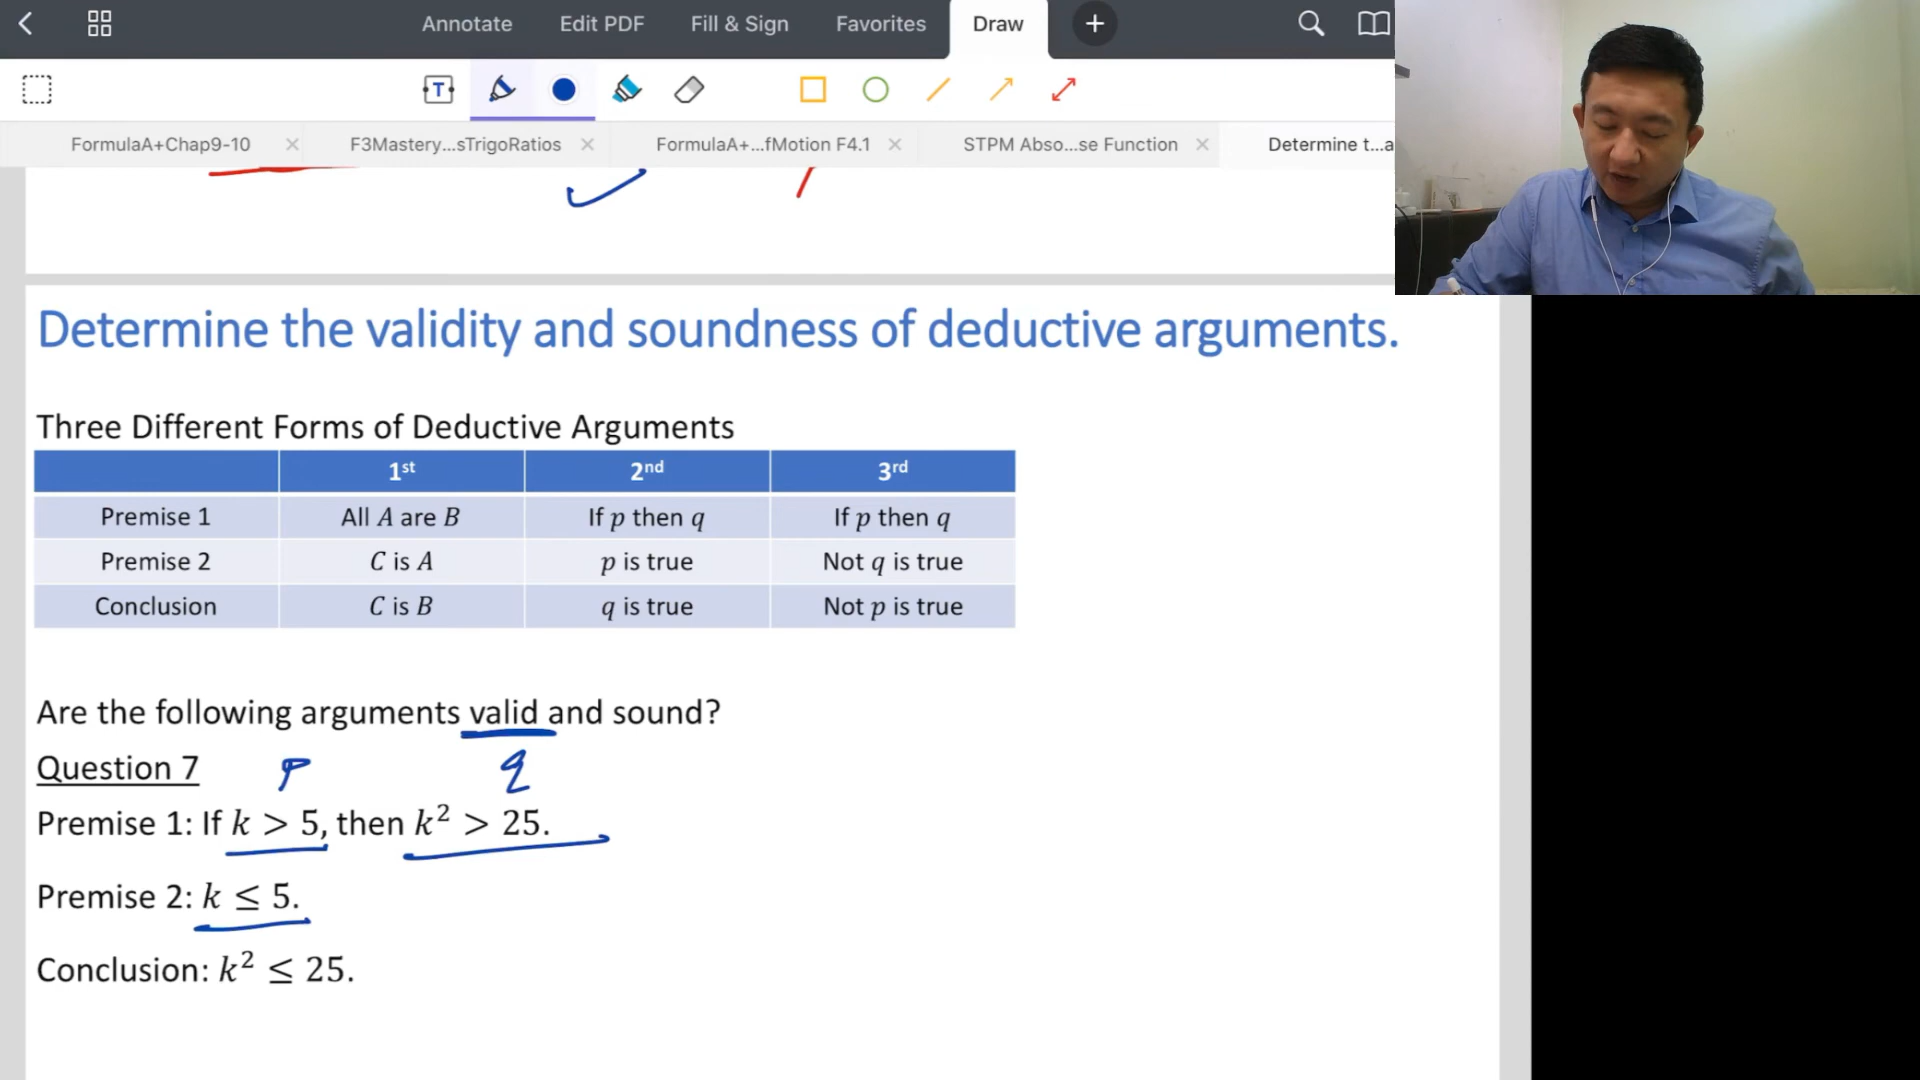 Annotate Edit PDF Fill & Sign Favorites Draw +
T
FormulaA+Chap9-10 × F3Mastery...sTrigoRatios × FormulaA+...fMotion F4.1 × STPM Abso...se Function × Determine t...a
Determine the validity and soundness of deductive arguments.
Three Different Forms of Deductive Arguments
1st 2nd 3rd
Premise 1 All A are B If p then q If p then q
Premise 2 C is A p is true Not q is true
Conclusion C is B q is true Not p is true
Are the following arguments valid and sound?
Question 7 p q
Premise 1: If k > 5, then k² > 25.
Premise 2: k ≤ 5.
Conclusion: k² ≤ 25.